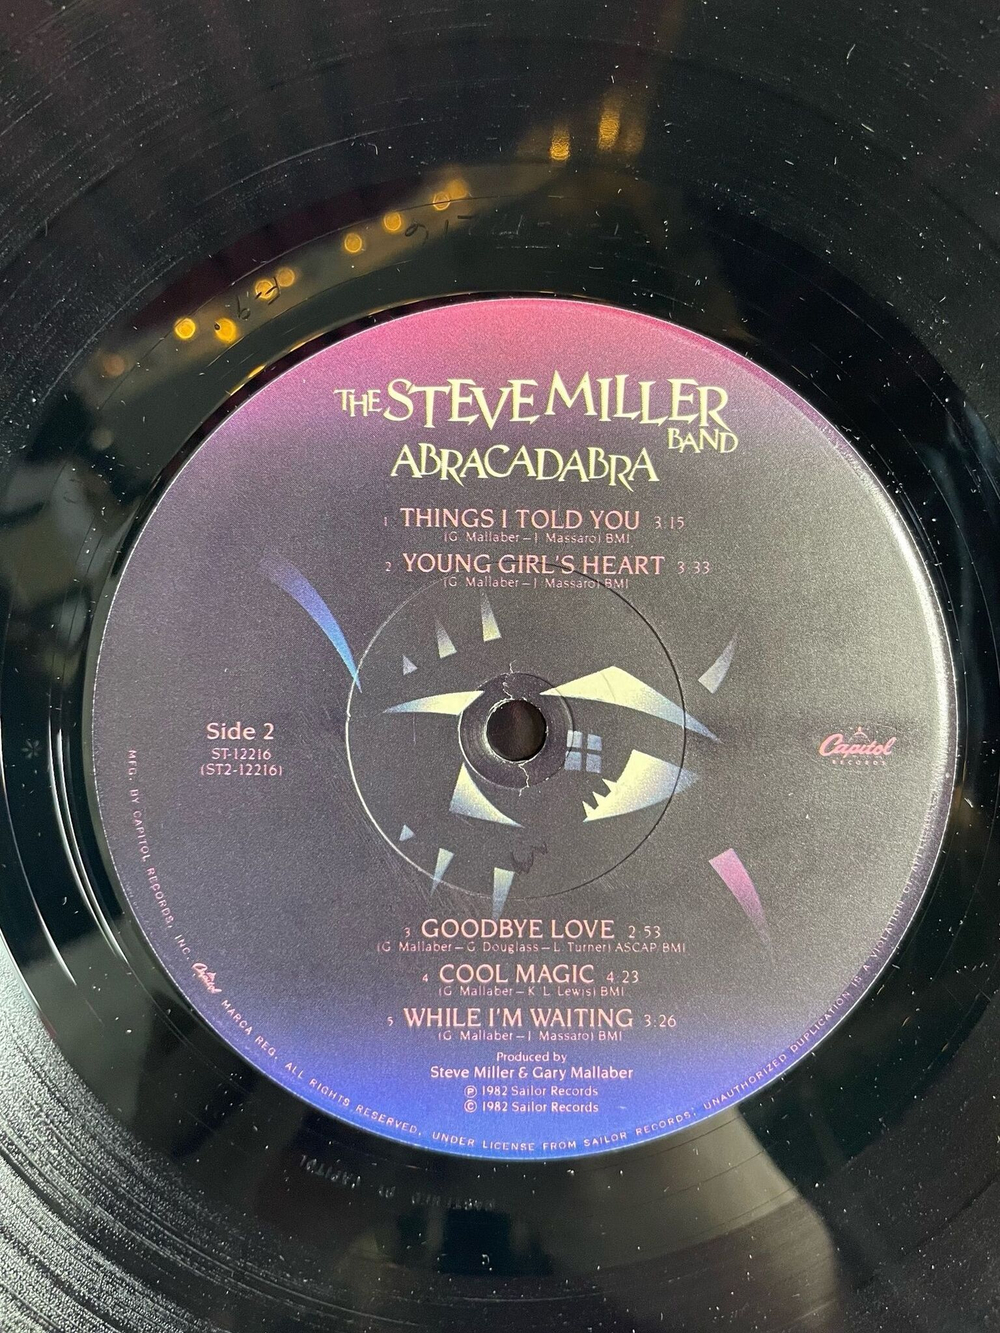 THE STEVE MILLER
BAND
ABRACADABRA
1 THINGS I TOLD YOU 3:15
(G. Mallaber – J. Massaro) BMI
2 YOUNG GIRL'S HEART 3:33
(G. Mallaber – J. Massaro) BMI
Side 2
ST-12216
(ST2-12216)
Capitol
RECORDS
3 GOODBYE LOVE 2:53
(G. Mallaber – G. Douglass – L. Turner) ASCAP BMI
4 COOL MAGIC 4:23
(G. Mallaber – K. L. Lewis) BMI
5 WHILE I'M WAITING 3:26
(G. Mallaber – J. Massaro) BMI
Produced by
Steve Miller & Gary Mallaber
℗ 1982 Sailor Records
© 1982 Sailor Records
MFG. BY CAPITOL RECORDS, INC. Capitol MARCA REG. ALL RIGHTS RESERVED. UNDER LICENSE FROM SAILOR RECORDS; UNAUTHORIZED DUPLICATION IS A VIOLATION OF